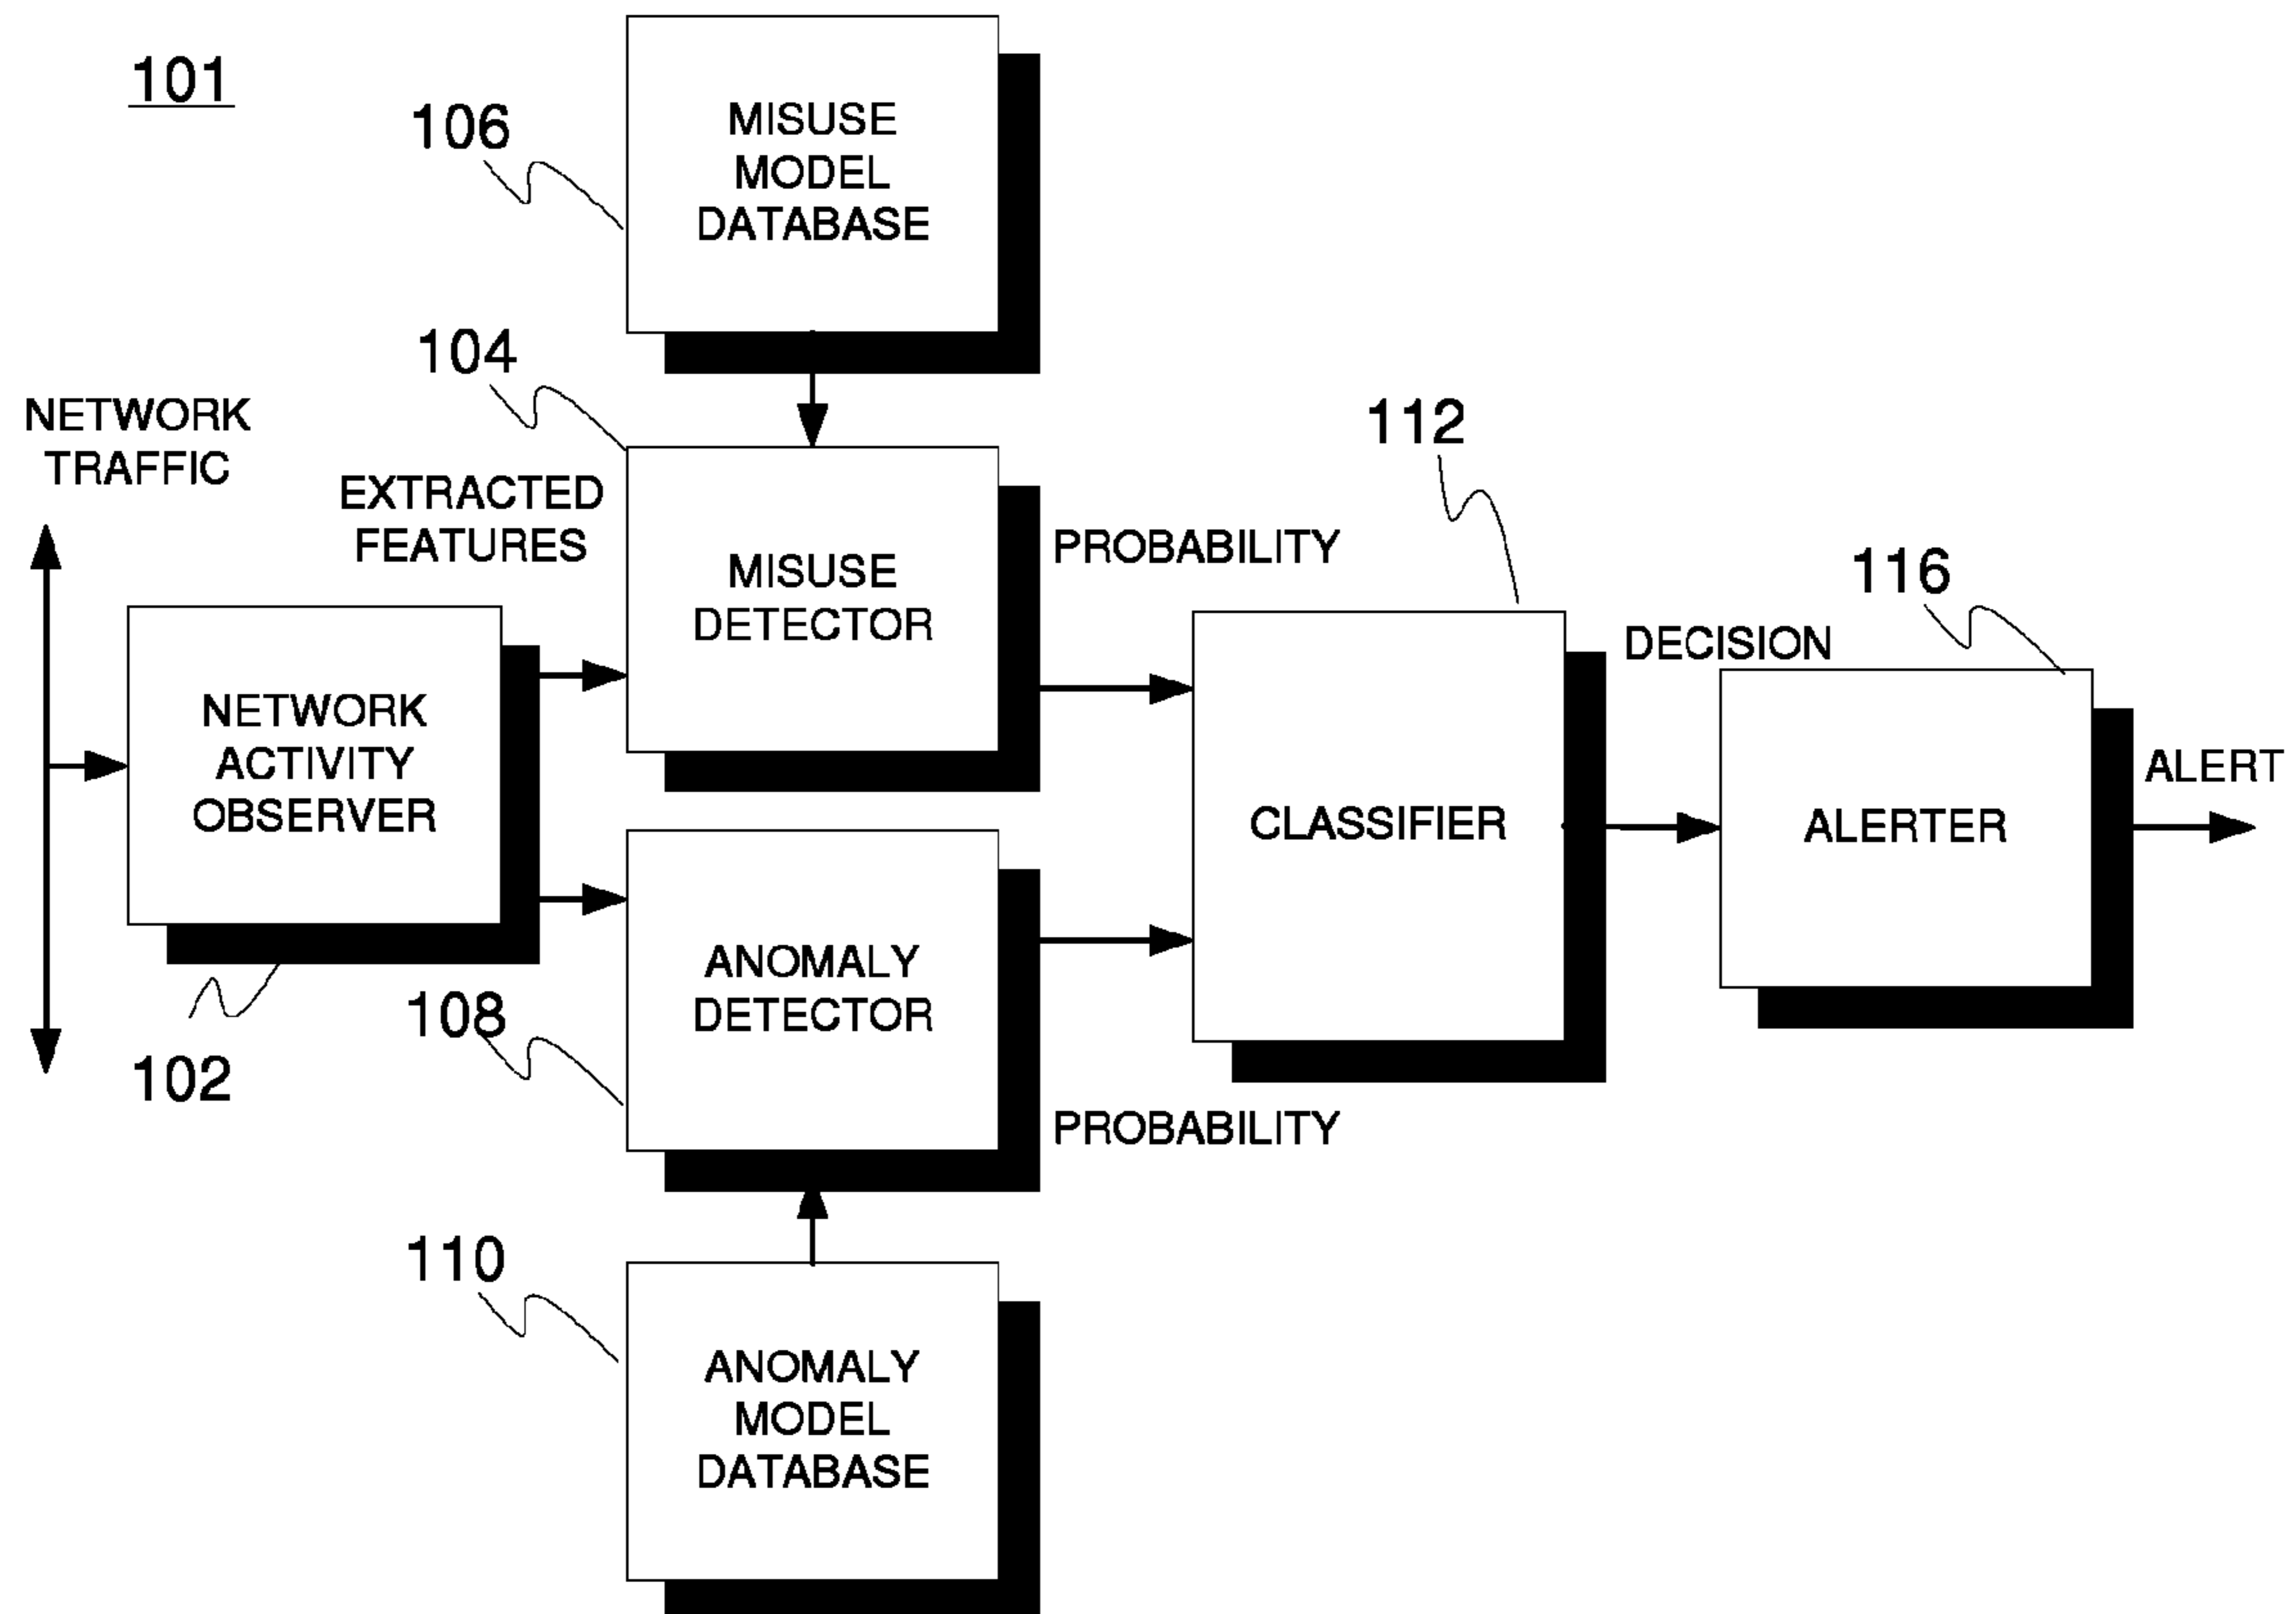 101
106
MISUSE
MODEL
DATABASE
104
NETWORK
TRAFFIC
EXTRACTED
FEATURES
MISUSE
DETECTOR
PROBABILITY
112
116
DECISION
NETWORK
ACTIVITY
OBSERVER
CLASSIFIER
ALERTER
ALERT
102
108
ANOMALY
DETECTOR
PROBABILITY
110
ANOMALY
MODEL
DATABASE